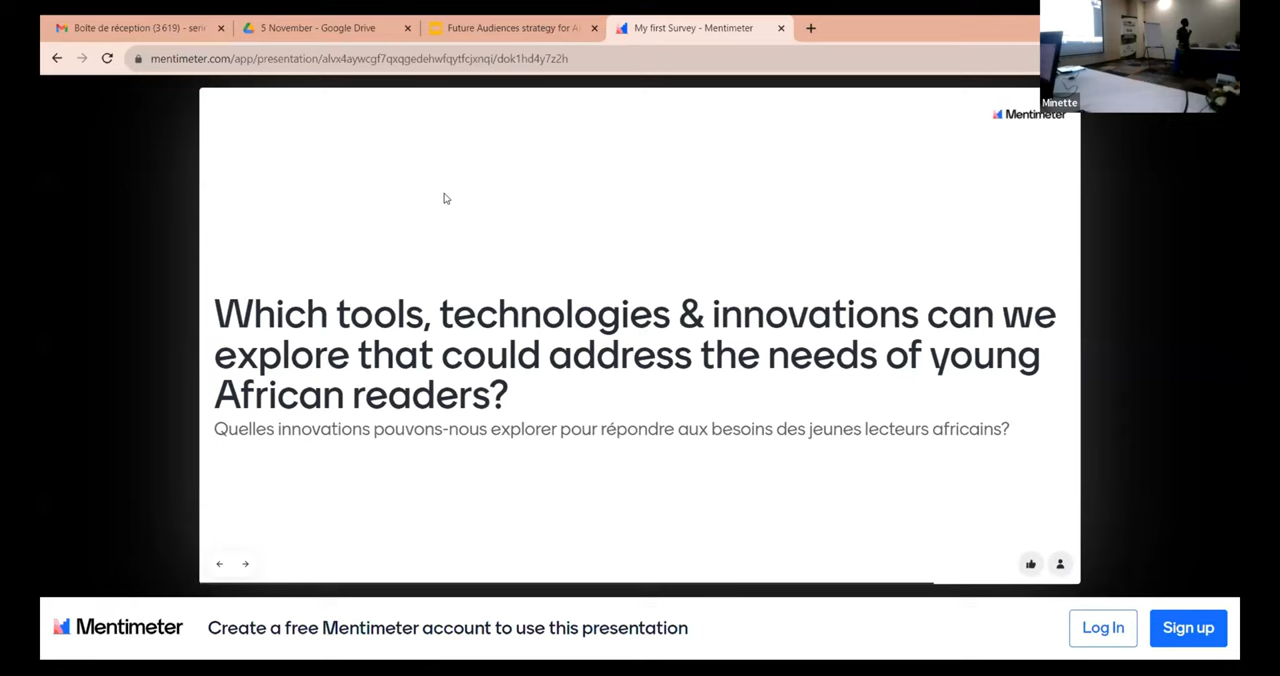 Boîte de réception (3 619) - seri
5 November - Google Drive
Future Audiences strategy for A
My first Survey - Mentimeter
mentimeter.com/app/presentation/alvx4aywcgf7qxqgedehwfqytfcjxnqi/dok1hd4y7z2h
Minette
Mentimeter
Which tools, technologies & innovations can we
explore that could address the needs of young
African readers?
Quelles innovations pouvons-nous explorer pour répondre aux besoins des jeunes lecteurs africains?
Mentimeter
Create a free Mentimeter account to use this presentation
Log In
Sign up